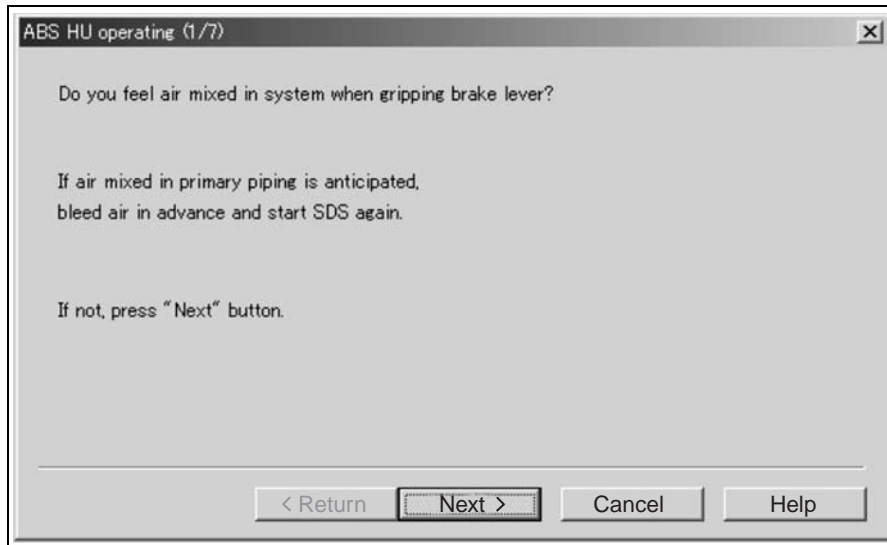 ABS HU operating (1/7)
Do you feel air mixed in system when gripping brake lever?
If air mixed in primary piping is anticipated,
bleed air in advance and start SDS again.
If not, press "Next" button.
< Return Next > Cancel Help